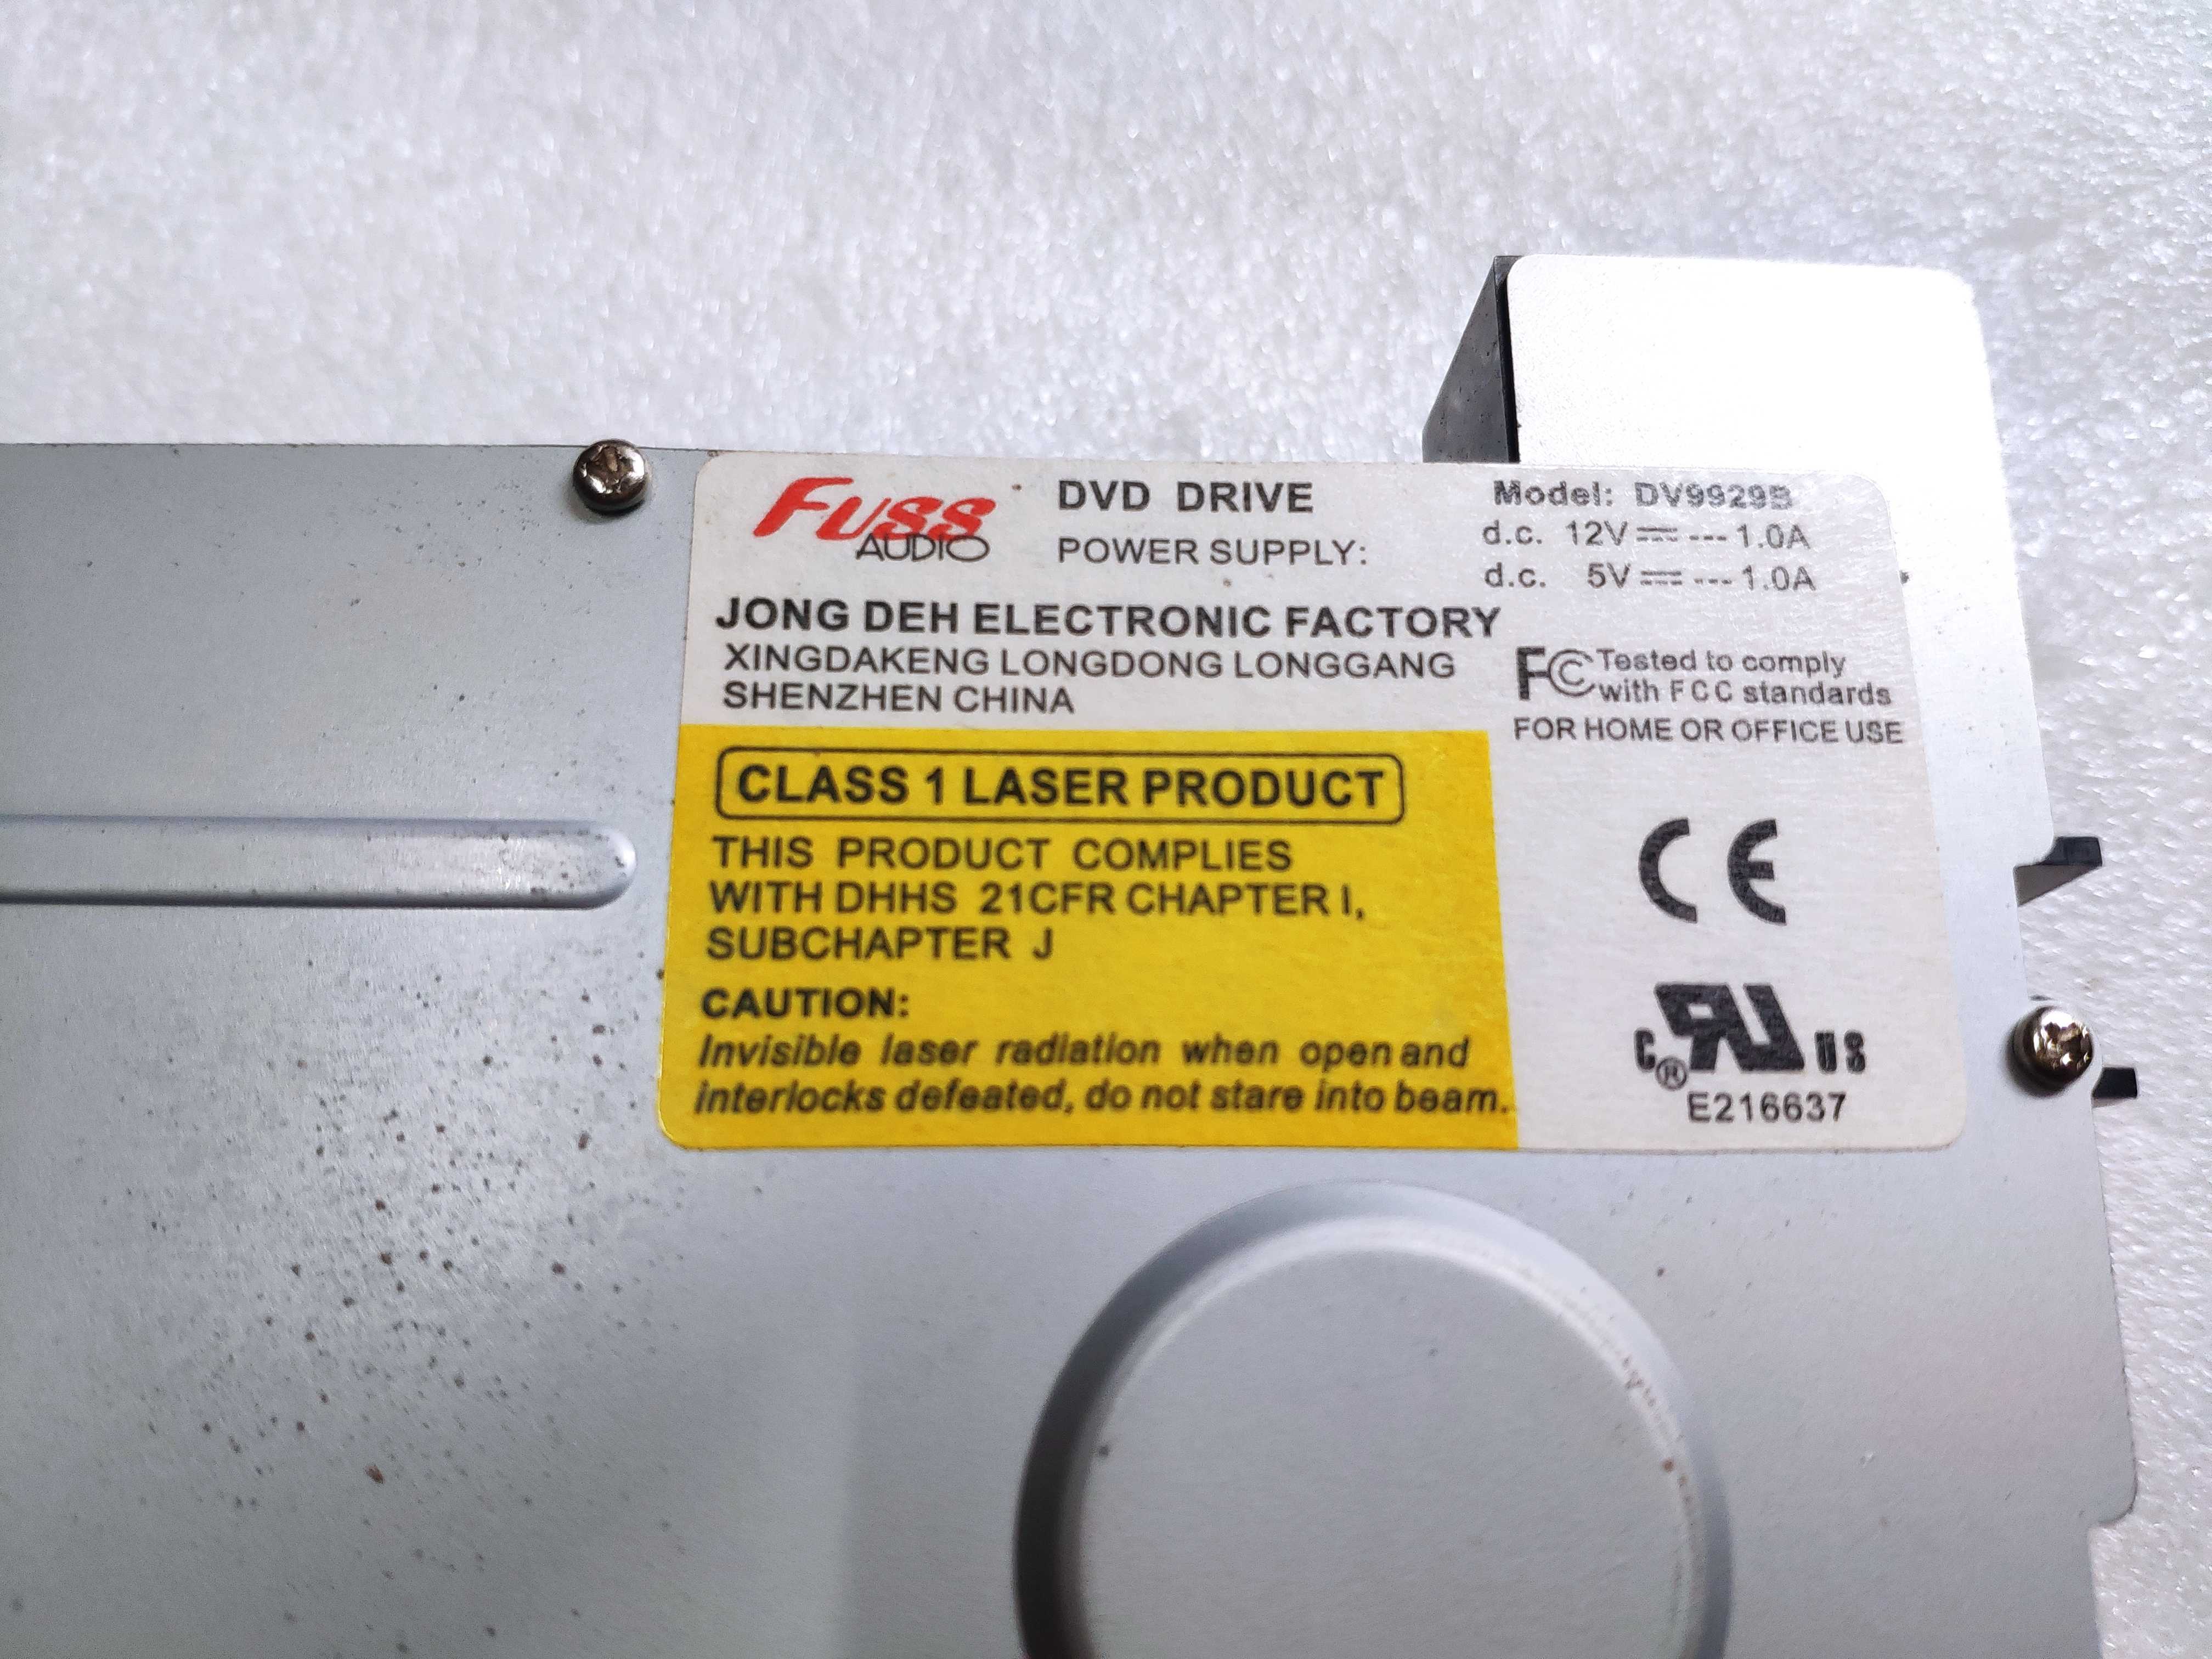 FUSS
AUDIO
DVD DRIVE
POWER SUPPLY:
Model: DV9929B
d.c. 12V 1.0A
d.c. 5V 1.0A
JONG DEH ELECTRONIC FACTORY
XINGDAKENG LONGDONG LONGGANG
SHENZHEN CHINA
FC Tested to comply
with FCC standards
FOR HOME OR OFFICE USE
CLASS 1 LASER PRODUCT
THIS PRODUCT COMPLIES
WITH DHHS 21CFR CHAPTER I,
SUBCHAPTER J
CAUTION:
Invisible laser radiation when open and
interlocks defeated, do not stare into beam.
CE
C RU ® US
E216637